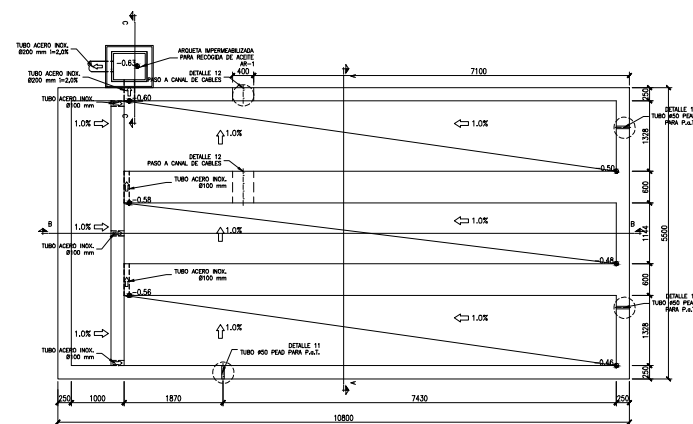 C
TUBO ACERO INOX.
Ø200 mm i=2,0%
-0.63
ARQUETA IMPERMEABILIZADA
PARA RECOGIDA DE ACEITE
AR-1
TUBO ACERO INOX.
Ø200 mm i=2,0%
DETALLE 12
PASO A CANAL DE CABLES
400
7100
TUBO ACERO INOX.
Ø100 mm
-0.60
C
250
1.0%
1.0%
1.0%
DETALLE 1
TUBO Ø50 PEAD
PARA P.a.T.
1328
DETALLE 12
PASO A CANAL DE CABLES
-0.50
TUBO ACERO INOX.
Ø100 mm
600
-0.58
B
1.0%
1.0%
1.0%
B
1144
5500
TUBO ACERO INOX.
Ø100 mm
-0.48
TUBO ACERO INOX.
Ø100 mm
600
-0.56
DETALLE 1
TUBO Ø50 PEAD
PARA P.a.T.
1.0%
1.0%
1.0%
1328
DETALLE 11
TUBO Ø50 PEAD PARA P.a.T.
TUBO ACERO INOX.
Ø100 mm
-0.46
250
A
250
1000
1870
7430
250
10800